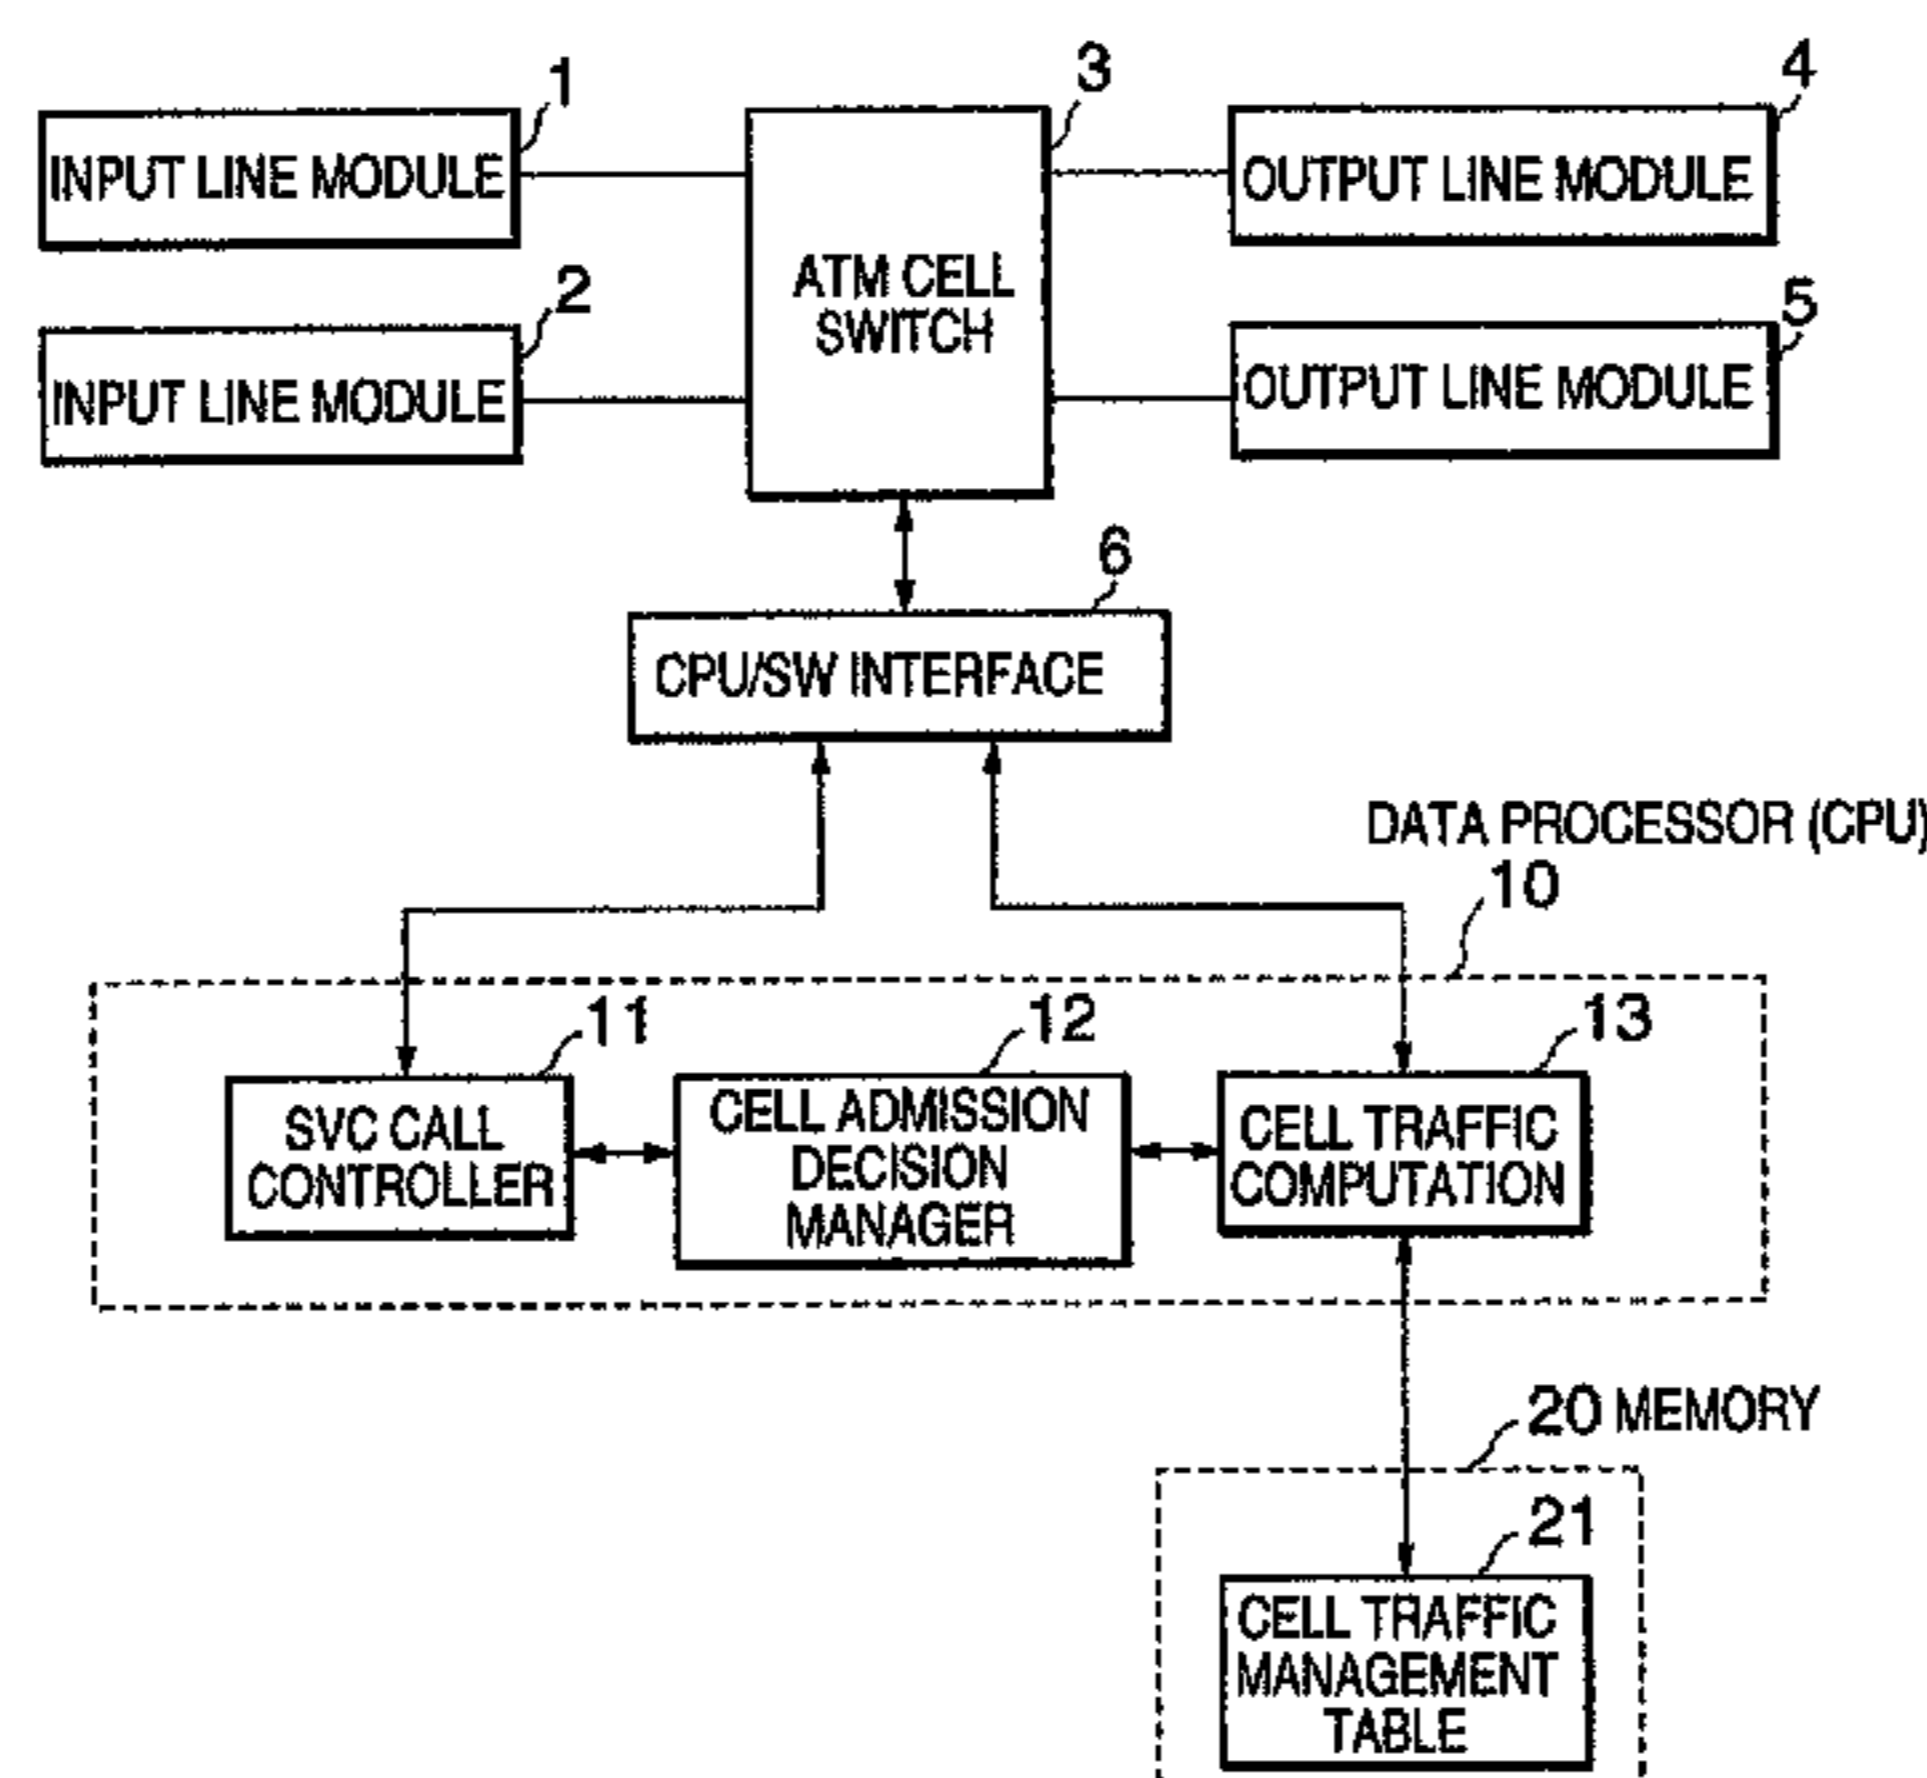 1
INPUT LINE MODULE
2
INPUT LINE MODULE
3
ATM CELL
SWITCH
4
OUTPUT LINE MODULE
5
OUTPUT LINE MODULE
6
CPU/SW INTERFACE
DATA PROCESSOR (CPU)
10
11
SVC CALL
CONTROLLER
12
CELL ADMISSION
DECISION
MANAGER
13
CELL TRAFFIC
COMPUTATION
20 MEMORY
21
CELL TRAFFIC
MANAGEMENT
TABLE